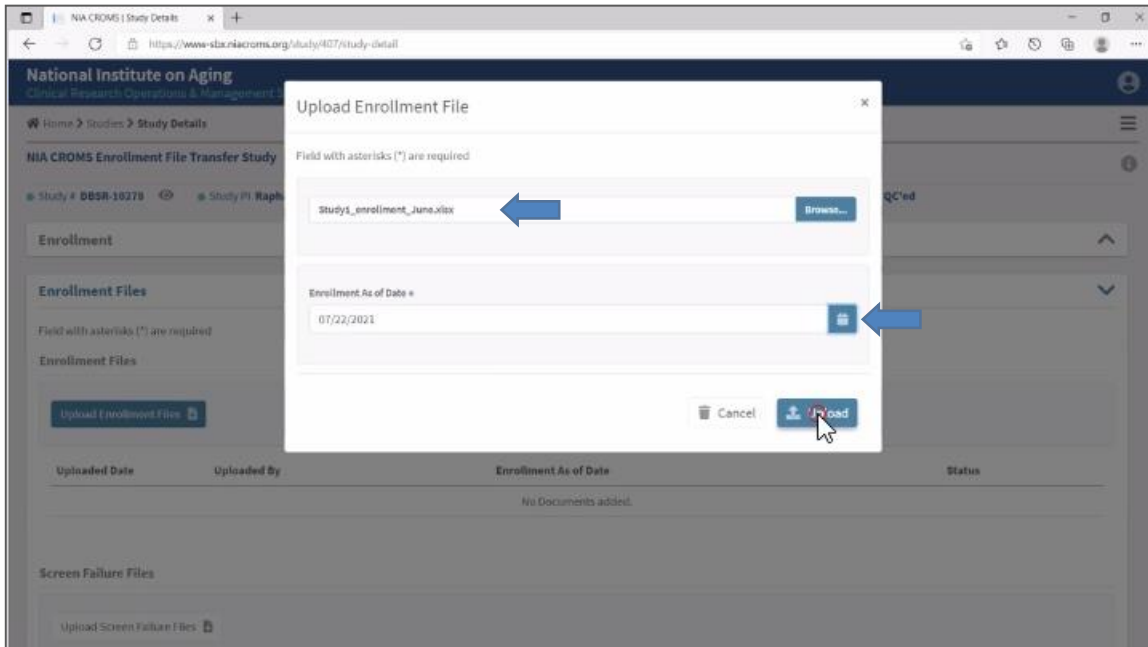 NIA CROMS | Study Details
https://www-sbx.niacroms.org/study/407/study-detail
National Institute on Aging
Clinical Research Operations & Management
Home > Studies > Study Details
NIA CROMS Enrollment File Transfer Study
Study # DBSR-16278
Study PI Raph
QC'ed
Enrollment
Enrollment Files
Field with asterisks (*) are required
Enrollment Files
Upload Enrollment Files
Uploaded Date Uploaded By Enrollment As of Date Status
No Documents added.
Screen Failure Files
Upload Screen Failure Files
Upload Enrollment File
Field with asterisks (*) are required
Study1_enrollment_June.xlsx Browse...
Enrollment As of Date *
07/22/2021
Cancel Upload